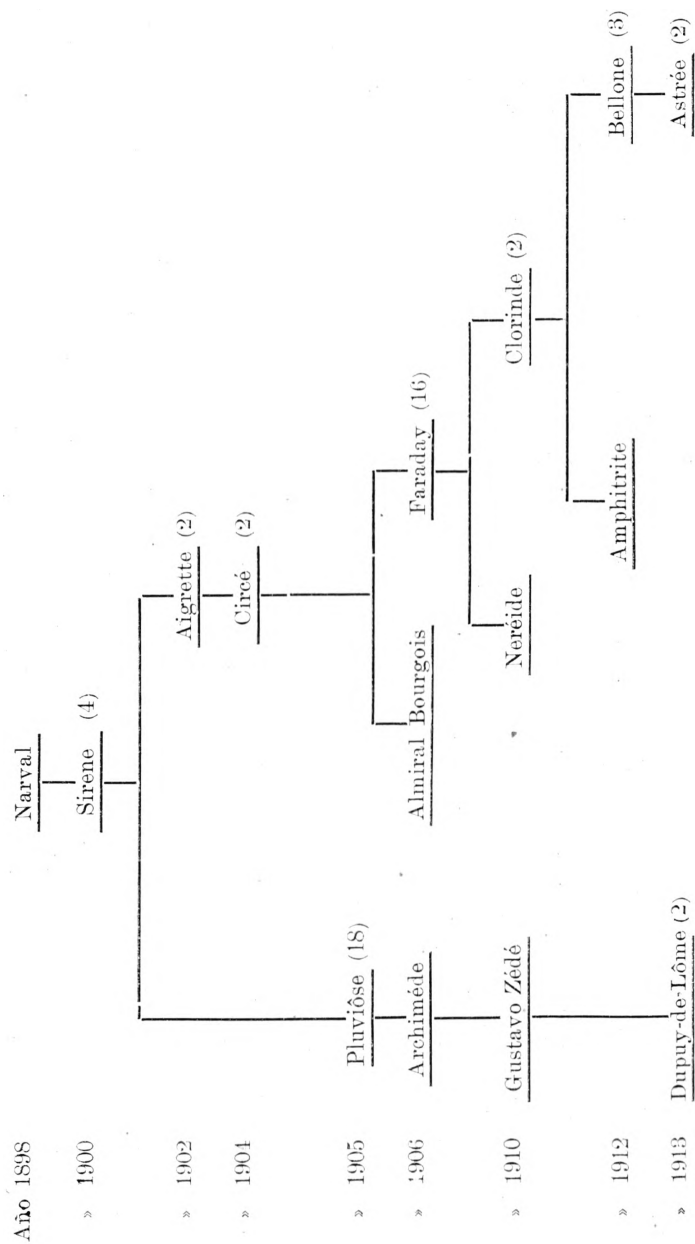 Año 1898
Narval
» 1900
Sirene (4)
» 1902
Aigrette (2)
» 1904
Circé (2)
» 1905
Pluviôse (18)
» 1906
Archiméde
Almiral Bourgois
Faraday (16)
» 1910
Gustavo Zédé
Neréide
Clorinde (2)
» 1912
Amphitrite
Bellone (3)
» 1913
Dupuy-de-Lôme (2)
Astrée (2)